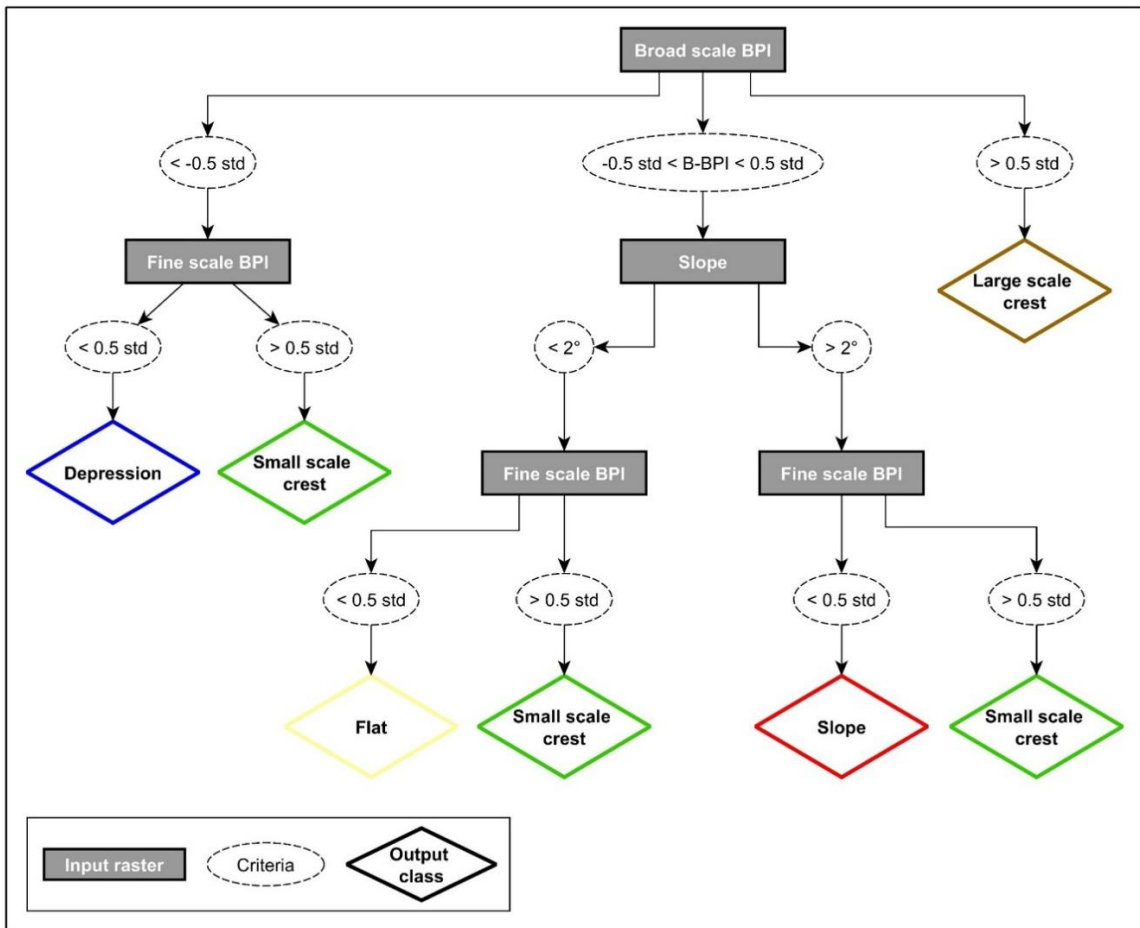 Broad scale BPI
< -0.5 std
-0.5 std < B-BPI < 0.5 std
> 0.5 std
Fine scale BPI
Slope
Large scale
crest
< 0.5 std
> 0.5 std
< 2°
> 2°
Depression
Small scale
crest
Fine scale BPI
Fine scale BPI
< 0.5 std
> 0.5 std
< 0.5 std
> 0.5 std
Flat
Small scale
crest
Slope
Small scale
crest
Input raster
Criteria
Output
class